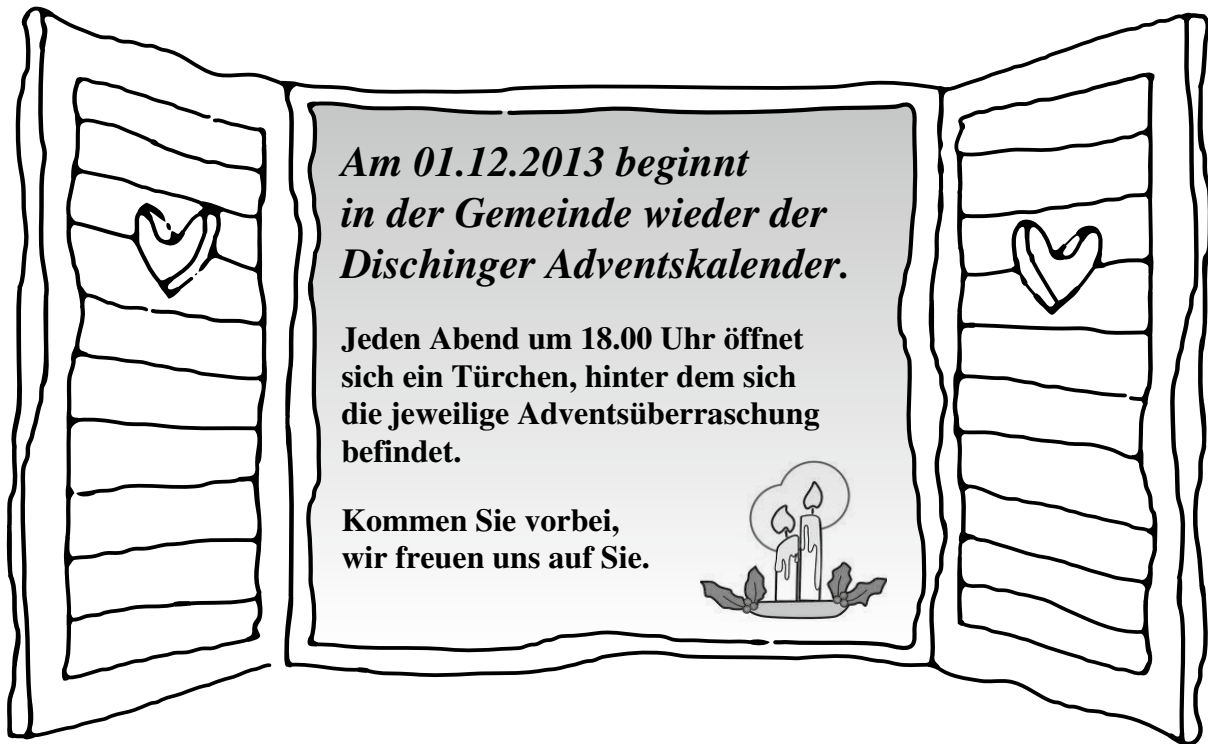 Am 01.12.2013 beginnt
in der Gemeinde wieder der
Dischinger Adventskalender.
Jeden Abend um 18.00 Uhr öffnet
sich ein Türchen, hinter dem sich
die jeweilige Adventsüberraschung
befindet.
Kommen Sie vorbei,
wir freuen uns auf Sie.